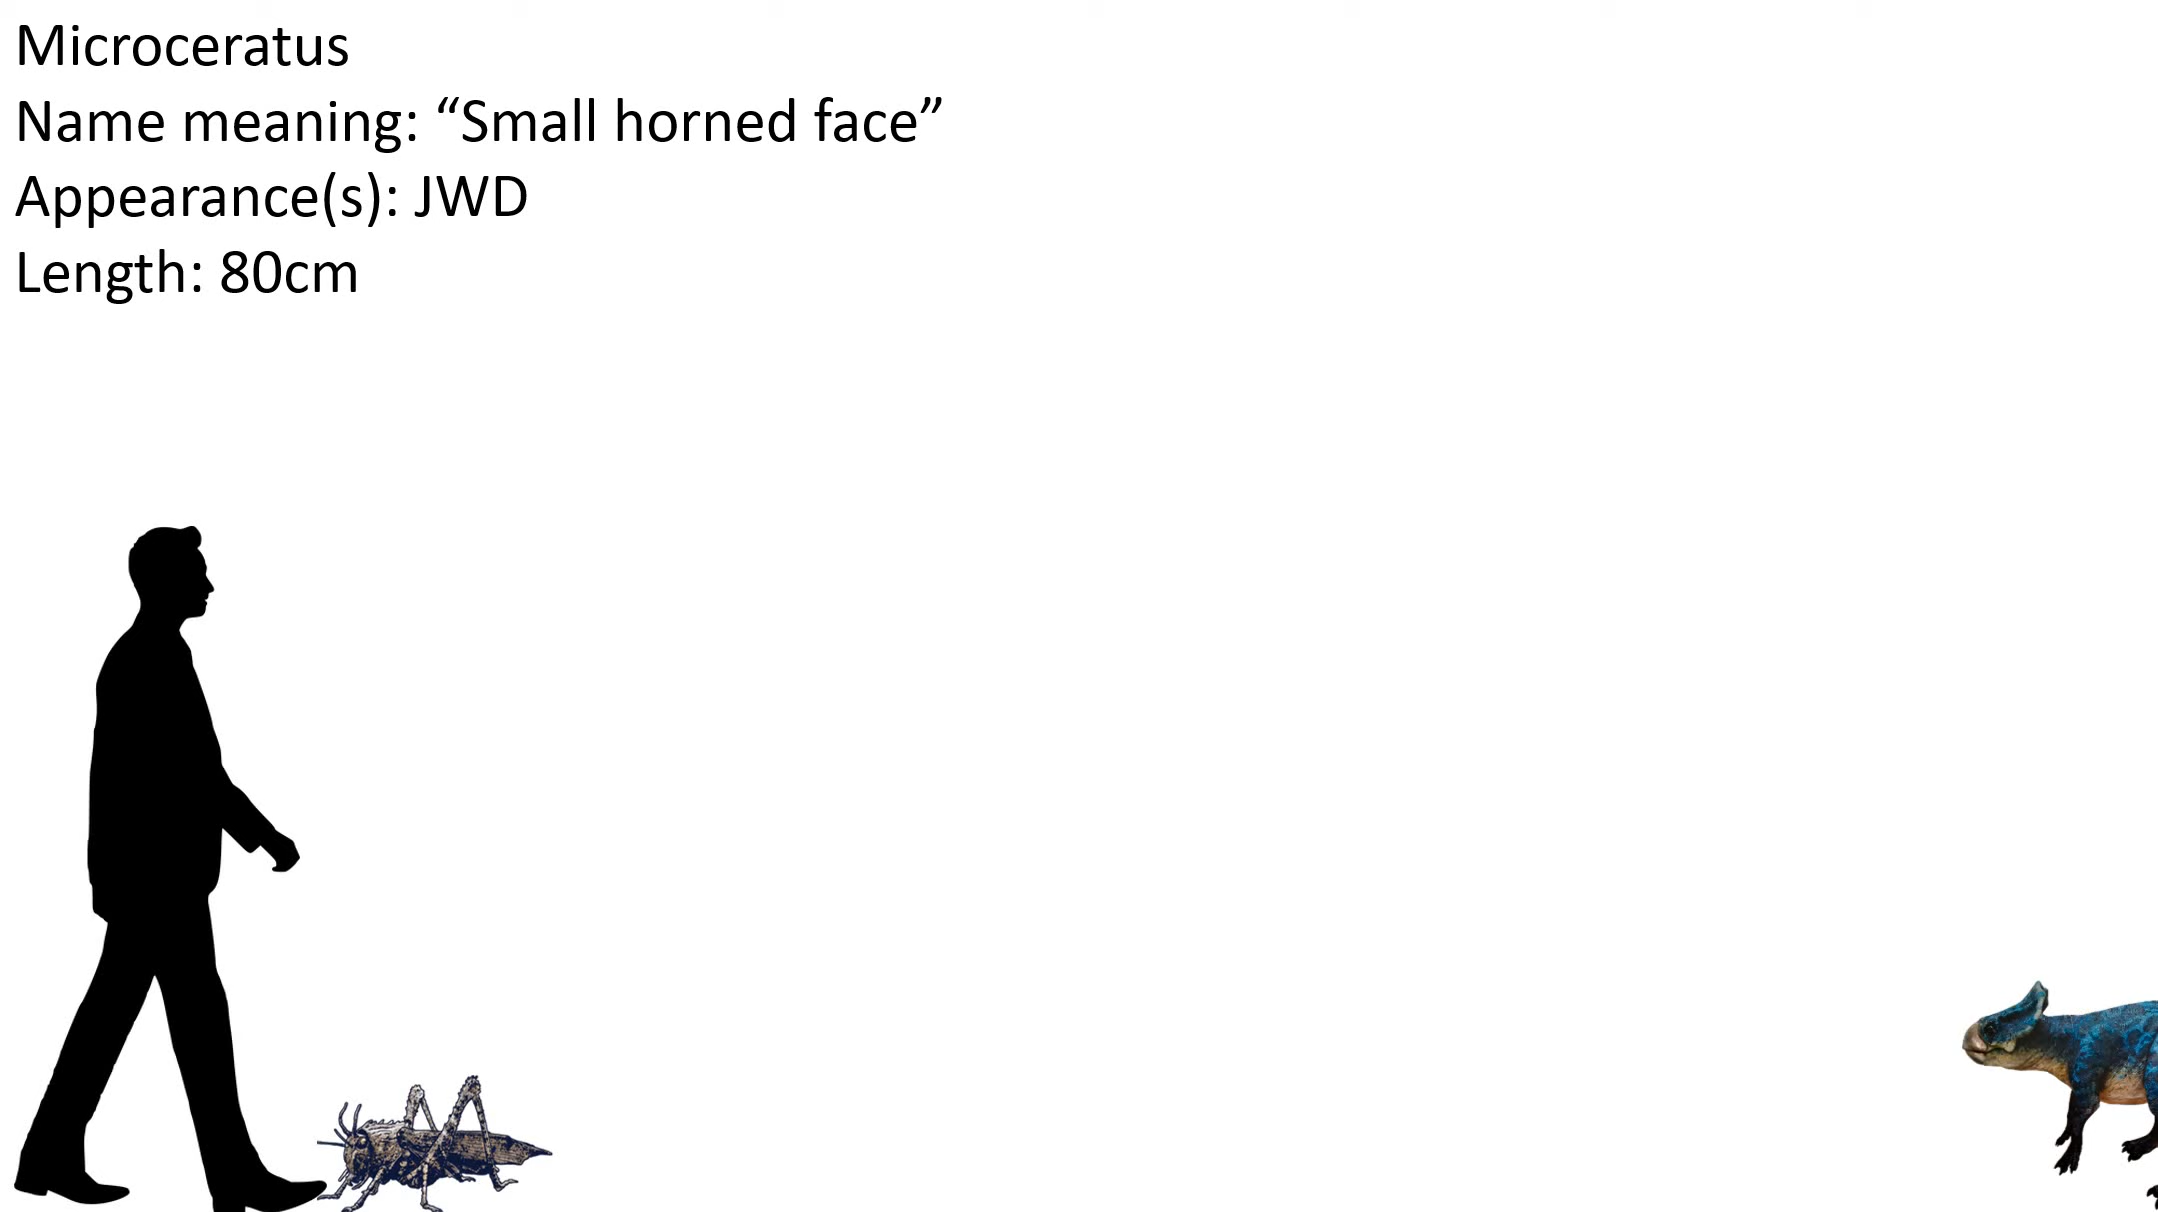 Microceratus
Name meaning: “Small horned face”
Appearance(s): JWD
Length: 80cm